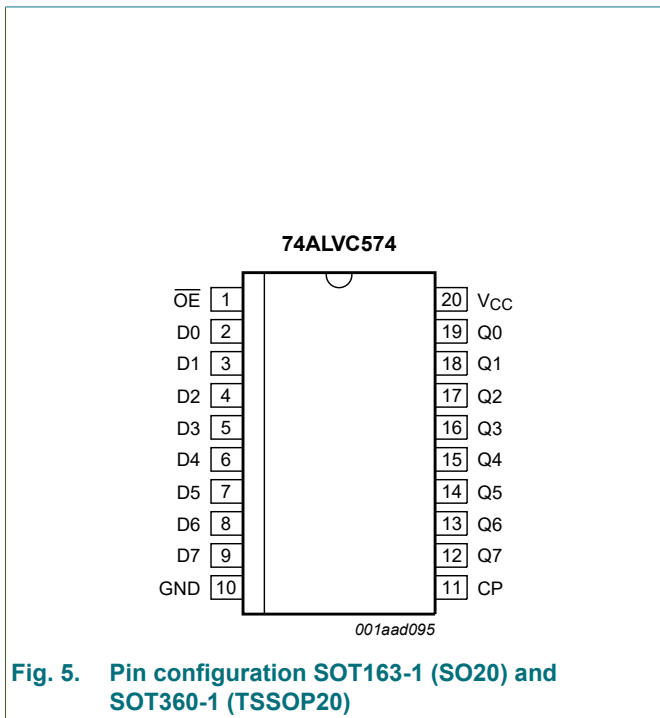 74ALVC574
OE 1 20 VCC
D0 2 19 Q0
D1 3 18 Q1
D2 4 17 Q2
D3 5 16 Q3
D4 6 15 Q4
D5 7 14 Q5
D6 8 13 Q6
D7 9 12 Q7
GND 10 11 CP
001aad095
Fig. 5. Pin configuration SOT163-1 (SO20) and
SOT360-1 (TSSOP20)